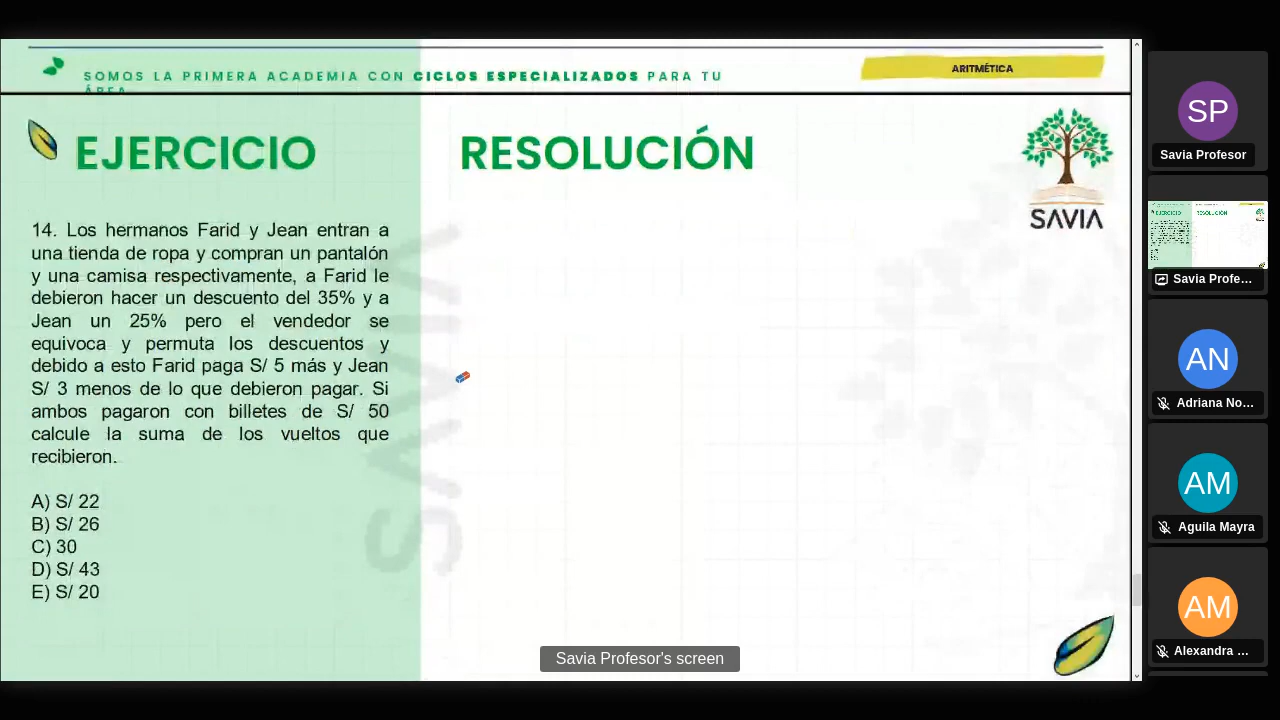 SOMOS LA PRIMERA ACADEMIA CON CICLOS ESPECIALIZADOS PARA TU
ÁREA
ARITMÉTICA
EJERCICIO
RESOLUCIÓN
SAVIA
14. Los hermanos Farid y Jean entran a
una tienda de ropa y compran un pantalón
y una camisa respectivamente, a Farid le
debieron hacer un descuento del 35% y a
Jean un 25% pero el vendedor se
equivoca y permuta los descuentos y
debido a esto Farid paga S/ 5 más y Jean
S/ 3 menos de lo que debieron pagar. Si
ambos pagaron con billetes de S/ 50
calcule la suma de los vueltos que
recibieron.
A) S/ 22
B) S/ 26
C) 30
D) S/ 43
E) S/ 20
SAVIA
Savia Profesor's screen
SP
Savia Profesor
EJERCICIO
RESOLUCIÓN
Savia Profe...
AN
Adriana No...
AM
Aguila Mayra
AM
Alexandra ...